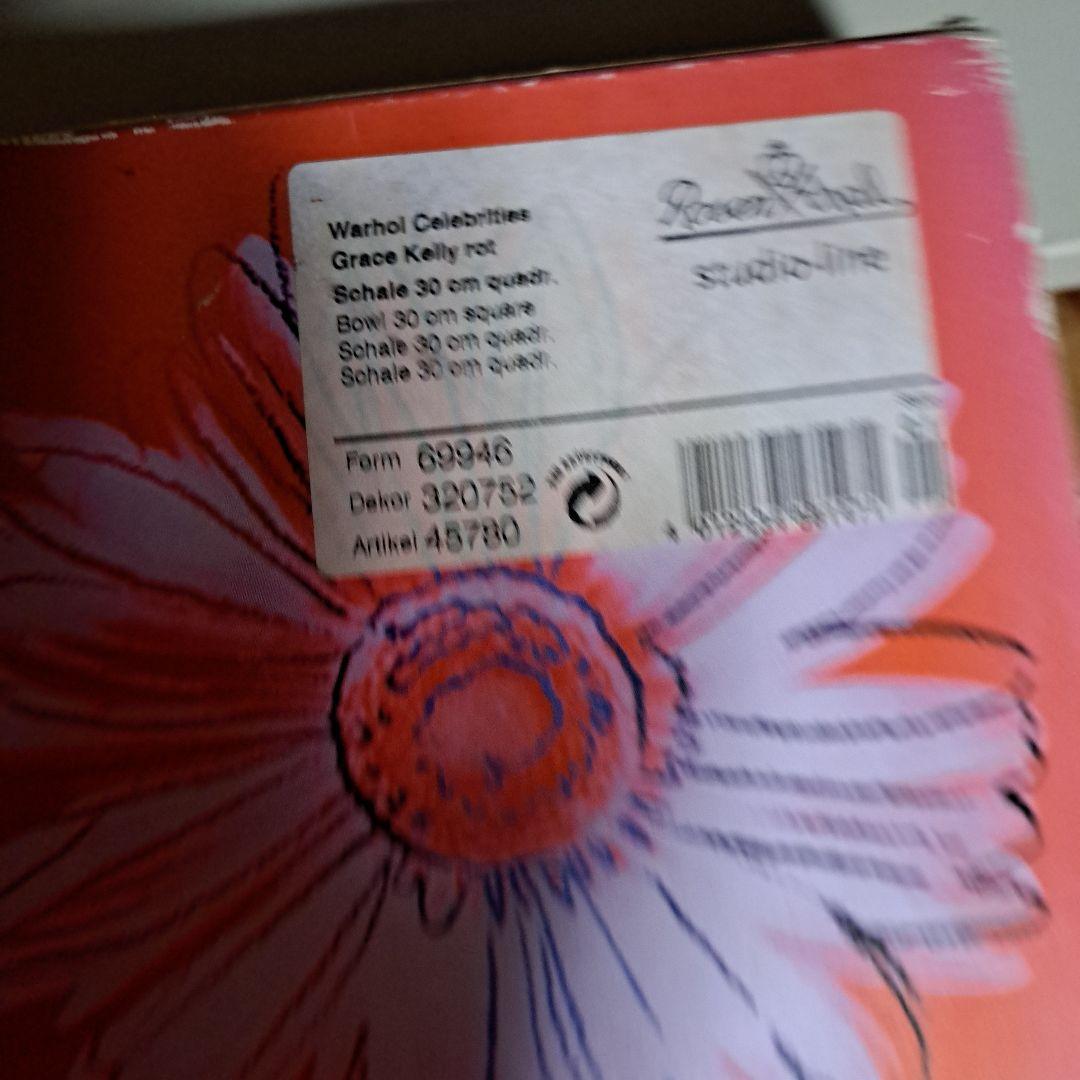 Warhol Celebrities
Grace Kelly rot
Schale 30 cm quadr.
Bowl 30 cm square
Schale 30 cm quadr.
Schale 30 cm quadr.
Rosenthal
studio-line
Form 69946
Dekor 320752
Artikel 45780